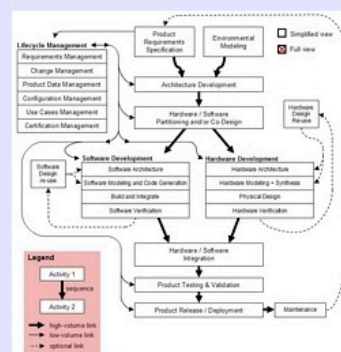 Product
Requirements
Specification
Environmental
Modeling
Simplified view
Full view
Lifecycle Management
Requirements Management
Change Management
Product Data Management
Configuration Management
Use Cases Management
Certification Management
Architecture Development
Hardware / Software
Partitioning and/or Co-Design
Hardware
Design
Re-use
Software Development
Software Architecture
Software Modeling and Code Generation
Build and Integrate
Software Verification
Software
Design
re-use
Hardware Development
Hardware Architecture
Hardware Modeling + Synthesis
Physical Design
Hardware Verification
Hardware / Software
Integration
Product Testing & Validation
Product Release / Deployment
Maintenance
Legend
Activity 1
sequence
Activity 2
high-volume link
low-volume link
optional link